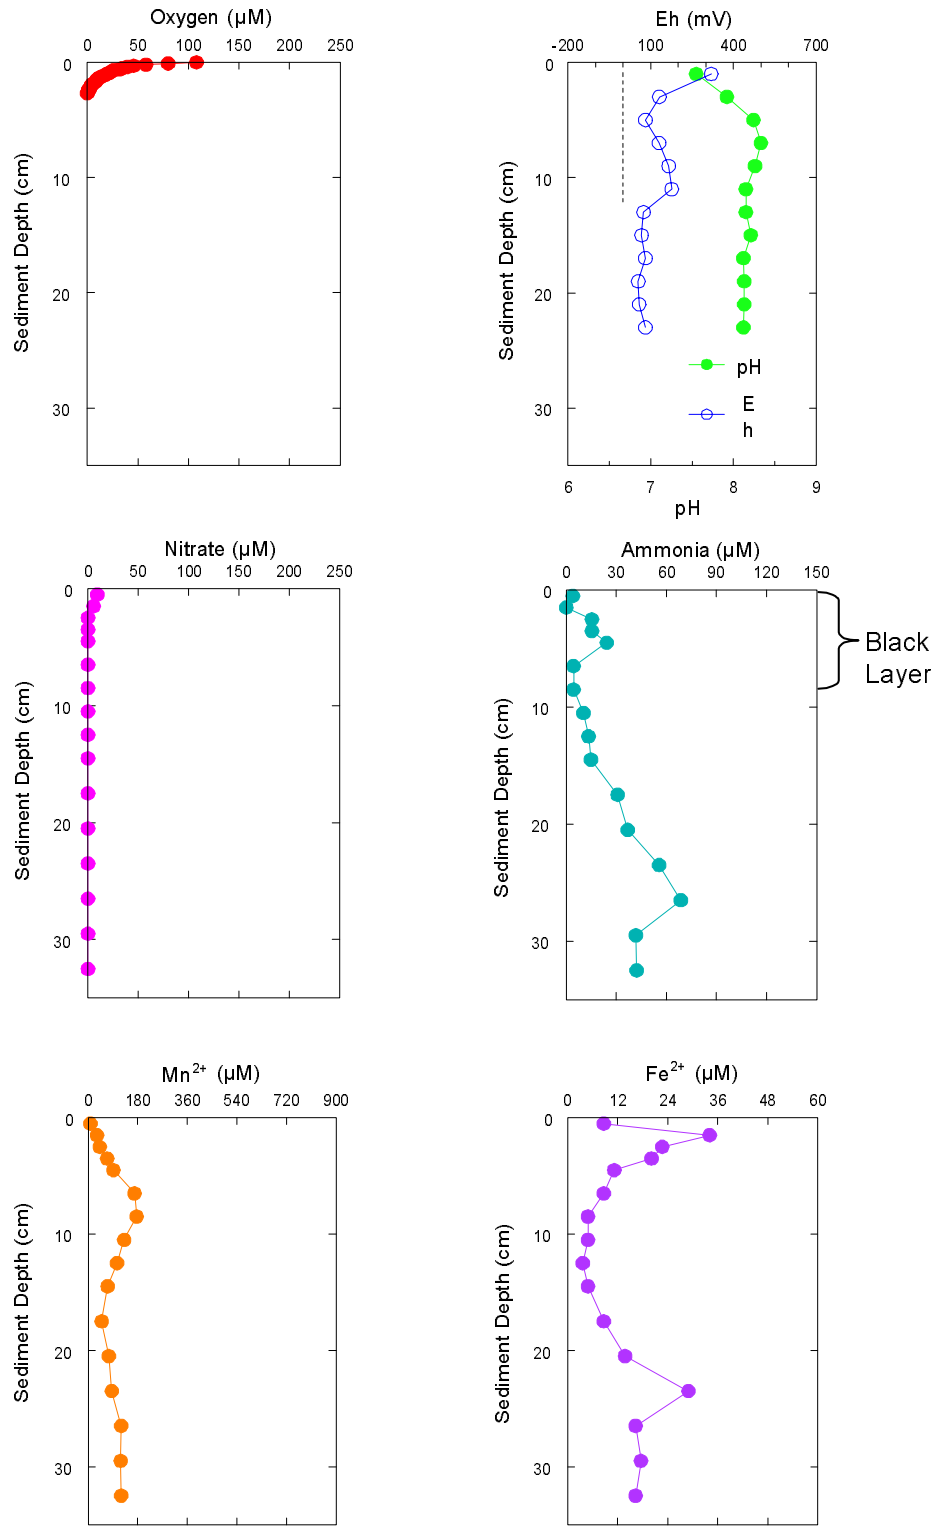 Oxygen (µM)
0 50 100 150 200 250
0
10
20
30
Sediment Depth (cm)
Eh (mV)
-200 100 400 700
0
10
20
30
Sediment Depth (cm)
pH
E
h
6 7 8 9
pH
Nitrate (µM)
0 50 100 150 200 250
0
10
20
30
Sediment Depth (cm)
Ammonia (µM)
0 30 60 90 120 150
0
10
20
30
Sediment Depth (cm)
Black
Layer
Mn²⁺ (µM)
0 180 360 540 720 900
0
10
20
30
Sediment Depth (cm)
Fe²⁺ (µM)
0 12 24 36 48 60
0
10
20
30
Sediment Depth (cm)